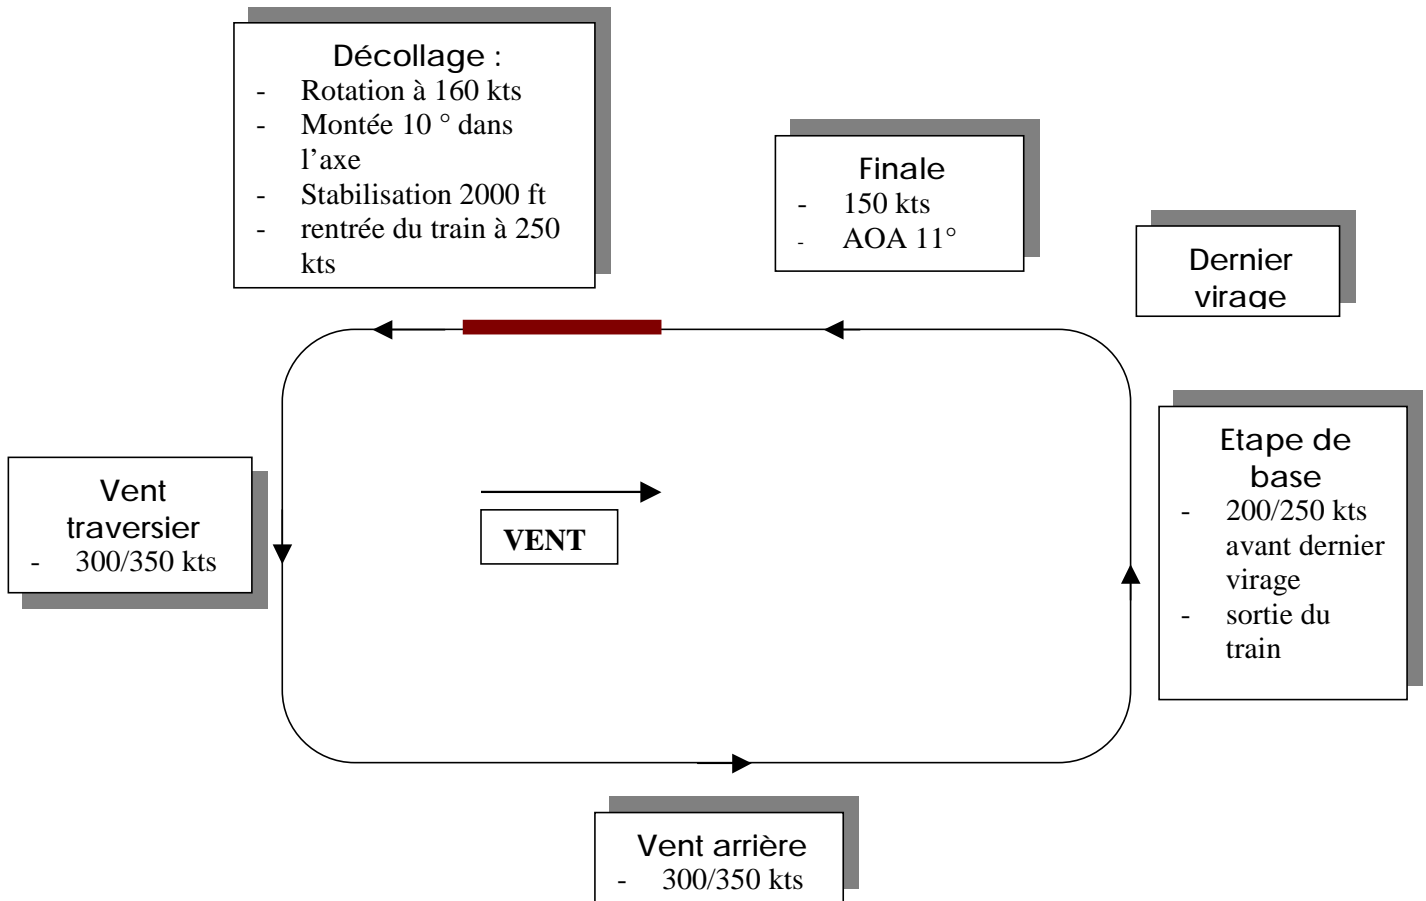 Décollage :
- Rotation à 160 kts
- Montée 10 ° dans
l’axe
- Stabilisation 2000 ft
- rentrée du train à 250
kts
Finale
- 150 kts
- AOA 11°
Dernier
virage
Etape de
base
- 200/250 kts
avant dernier
virage
- sortie du
train
Vent
traversier
- 300/350 kts
VENT
Vent arrière
- 300/350 kts